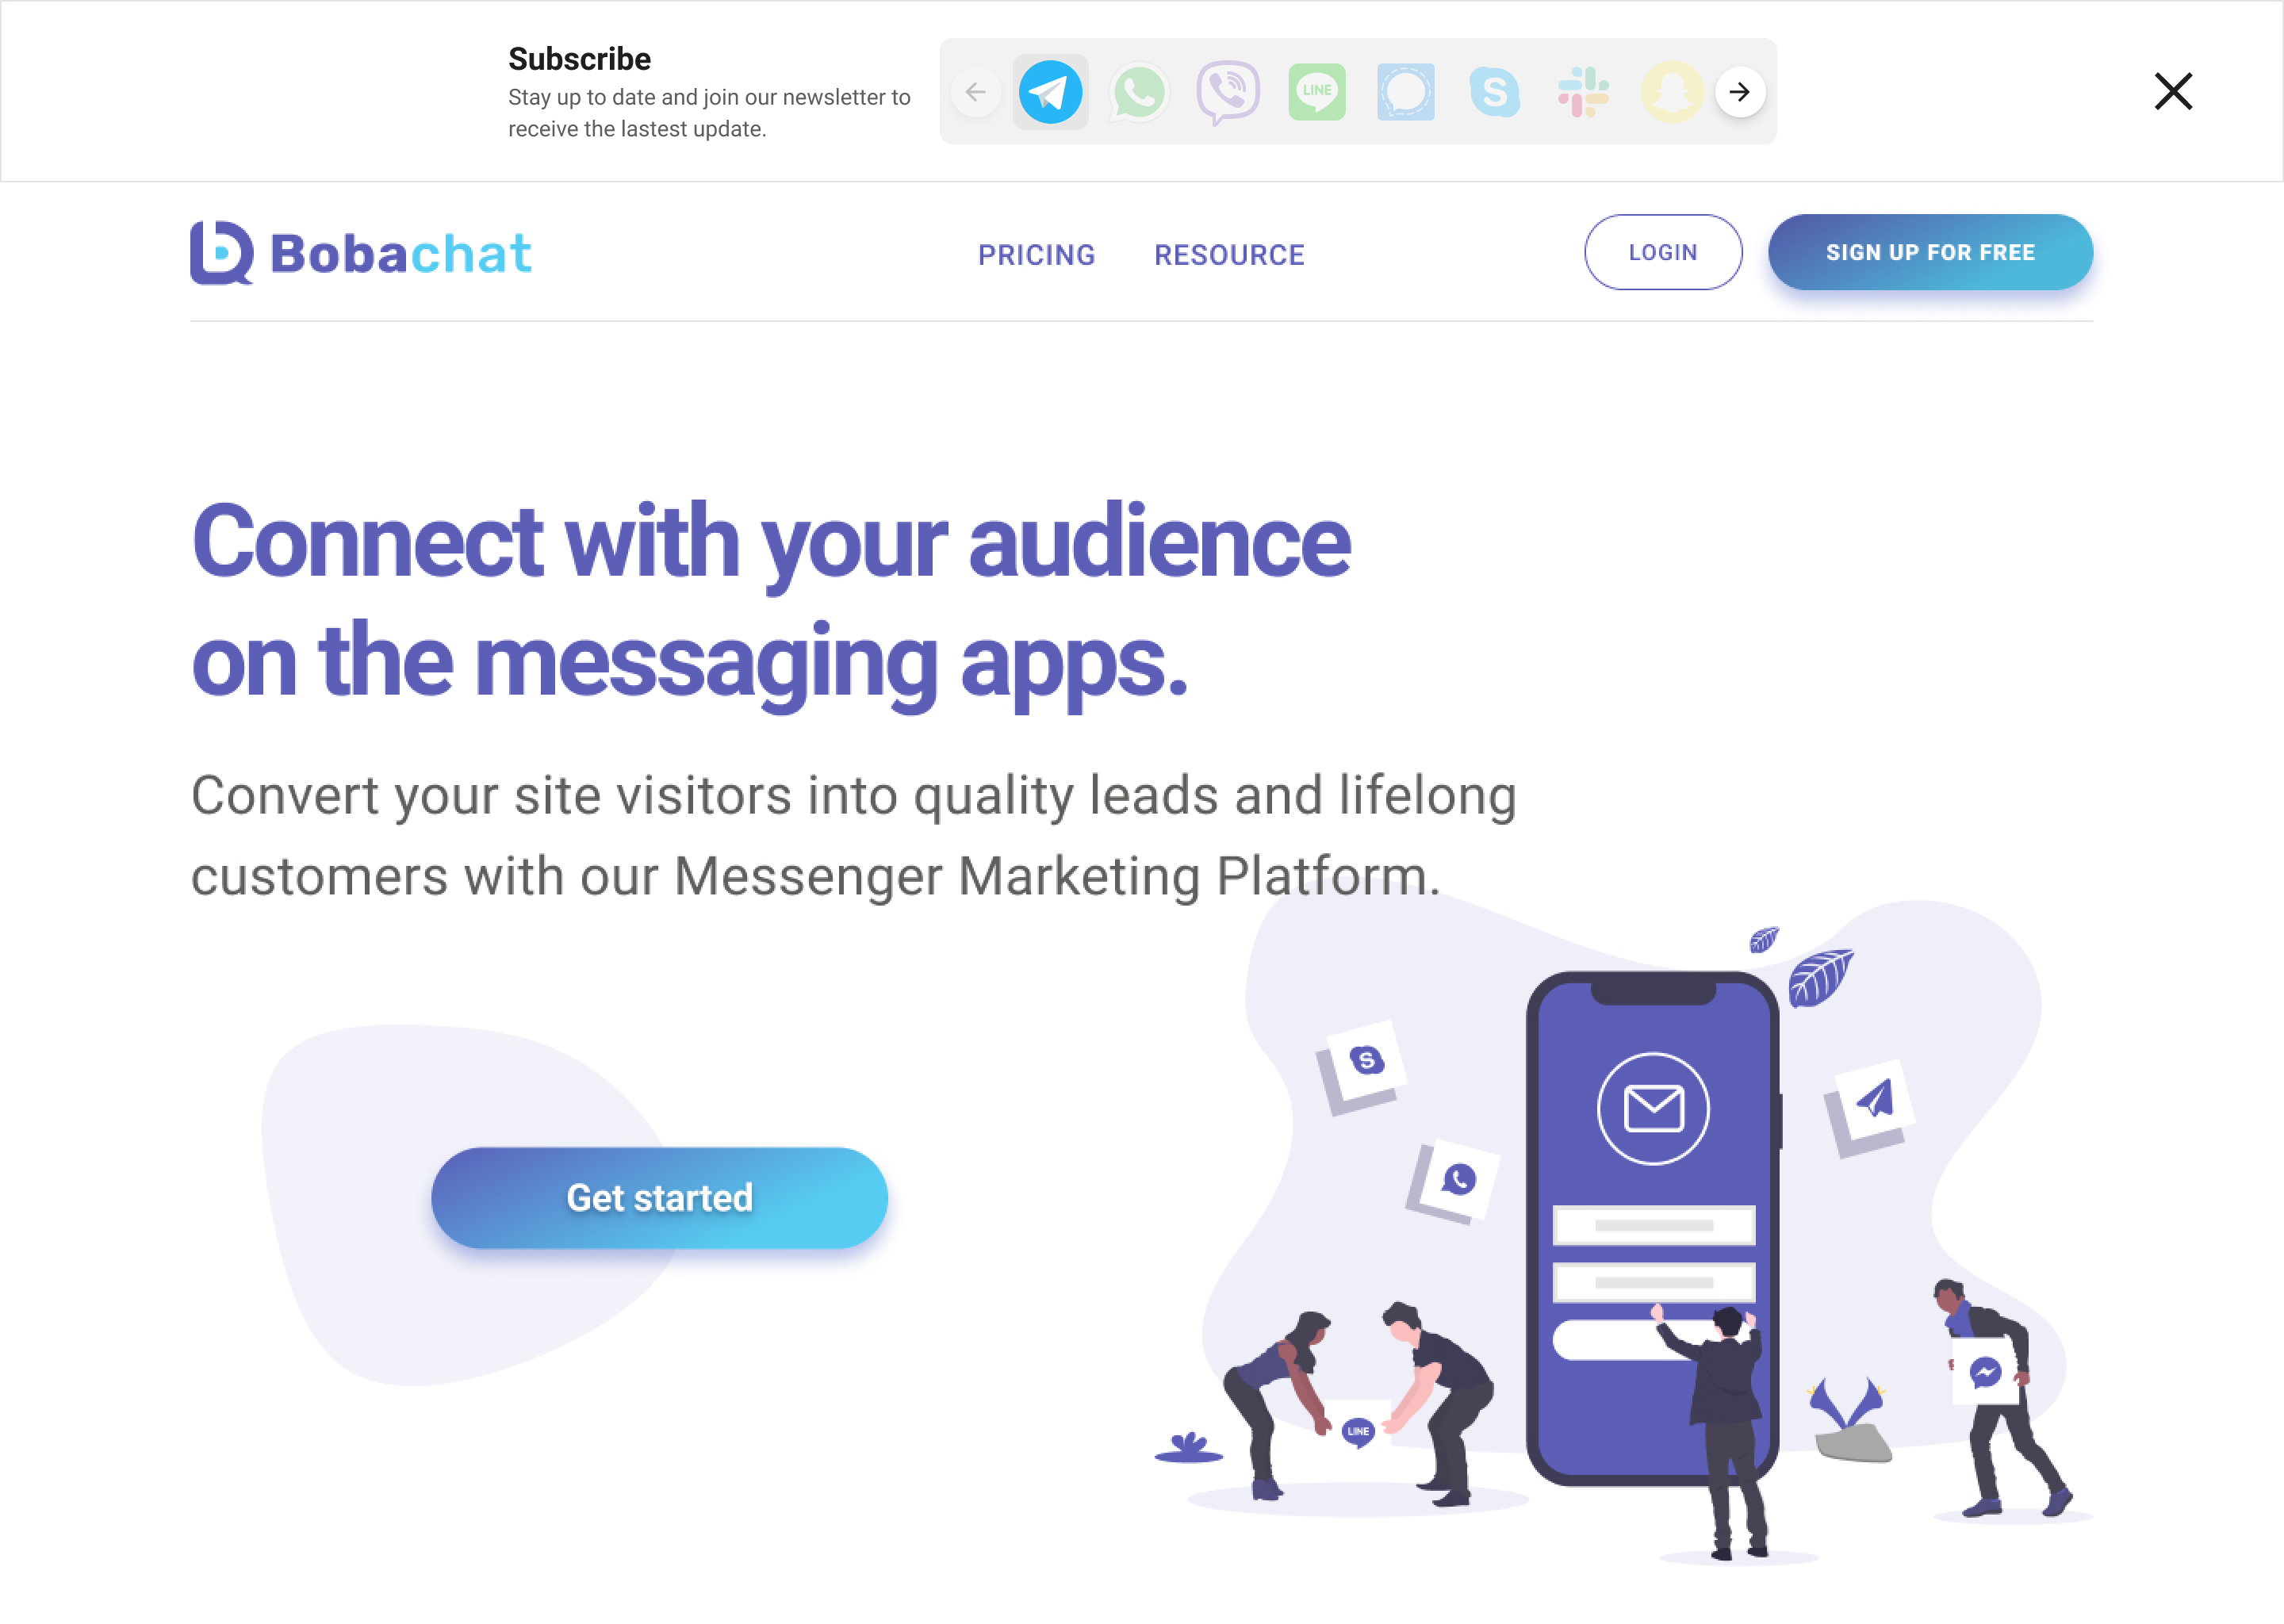 Subscribe
Stay up to date and join our newsletter to
receive the lastest update.
LINE
S
Bobachat
PRICING
RESOURCE
LOGIN
SIGN UP FOR FREE
Connect with your audience
on the messaging apps.
Convert your site visitors into quality leads and lifelong
customers with our Messenger Marketing Platform.
S
Get started
LINE